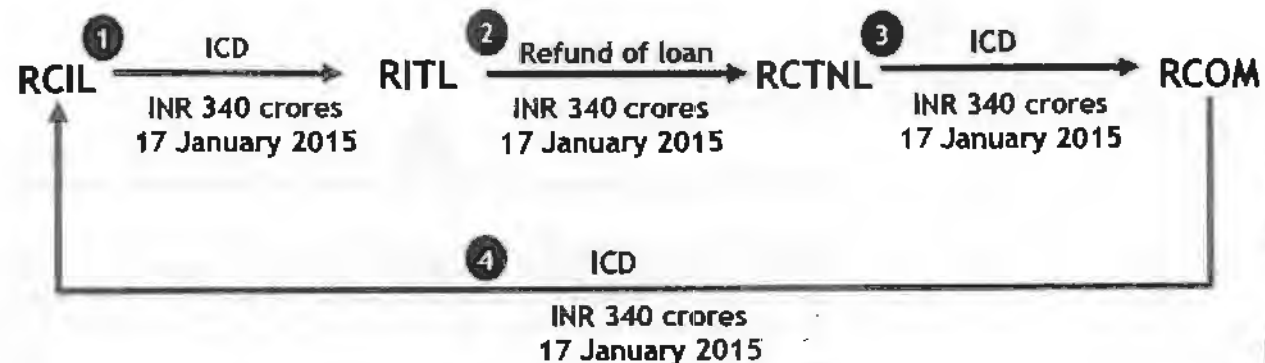 1 ICD 2 Refund of loan 3 ICD
RCIL RITL RCTNL RCOM
INR 340 crores INR 340 crores INR 340 crores
17 January 2015 17 January 2015 17 January 2015
4 ICD
INR 340 crores
17 January 2015